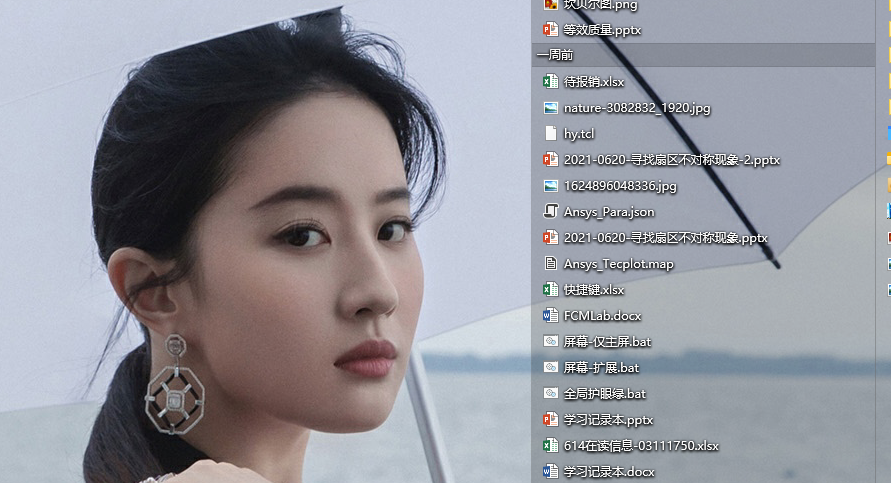 坎贝尔图.png
等效质量.pptx
一周前
待报销.xlsx
nature-3082832_1920.jpg
hy.tcl
2021-0620-寻找扇区不对称现象-2.pptx
1624896048336.jpg
Ansys_Para.json
2021-0620-寻找扇区不对称现象.pptx
Ansys_Tecplot.map
快捷键.xlsx
FCMLab.docx
屏幕-仅主屏.bat
屏幕-扩展.bat
全局护眼绿.bat
学习记录本.pptx
614在读信息-03111750.xlsx
学习记录本.docx